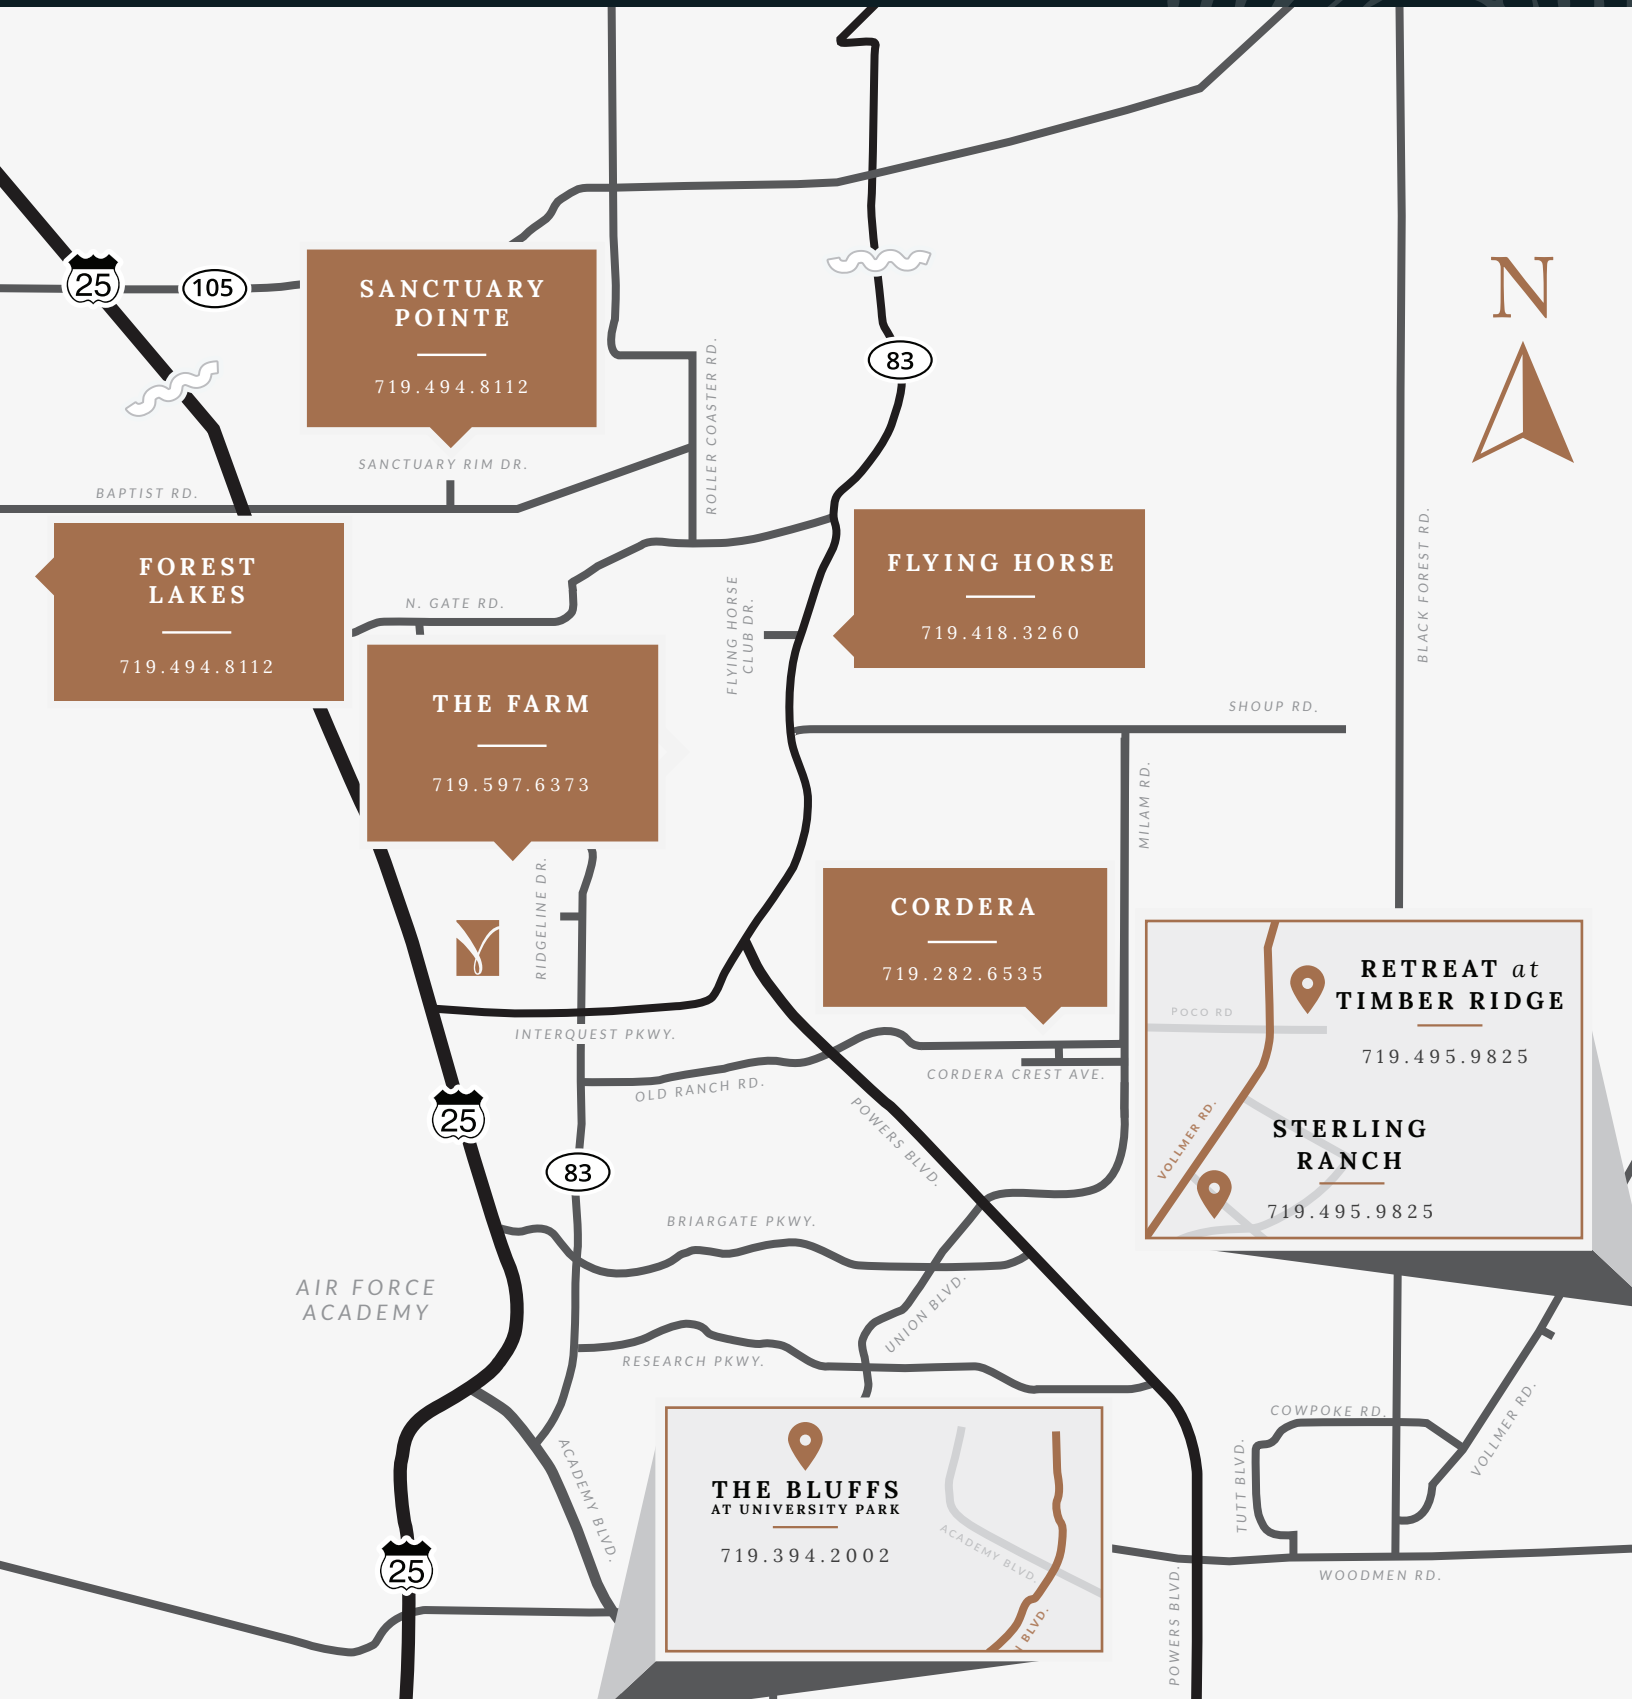 25
105
SANCTUARY
POINTE
719.494.8112
SANCTUARY RIM DR.
BAPTIST RD.
ROLLER COASTER RD.
83
N
FOREST
LAKES
719.494.8112
N. GATE RD.
FLYING HORSE
719.418.3260
FLYING HORSE
CLUB DR.
BLACK FOREST RD.
THE FARM
719.597.6373
SHOUP RD.
MILAM RD.
RIDGELINE DR.
CORDERA
719.282.6535
INTERQUEST PKWY.
OLD RANCH RD.
CORDERA CREST AVE.
POWERS BLVD.
RETREAT at
TIMBER RIDGE
719.495.9825
POCO RD
VOLLMER RD.
STERLING
RANCH
719.495.9825
25
83
BRIARGATE PKWY.
AIR FORCE
ACADEMY
UNION BLVD.
RESEARCH PKWY.
ACADEMY BLVD.
COWPOKE RD.
TUTT BLVD.
VOLLMER RD.
THE BLUFFS
AT UNIVERSITY PARK
719.394.2002
ACADEMY BLVD.
BLVD.
25
POWERS BLVD.
WOODMEN RD.